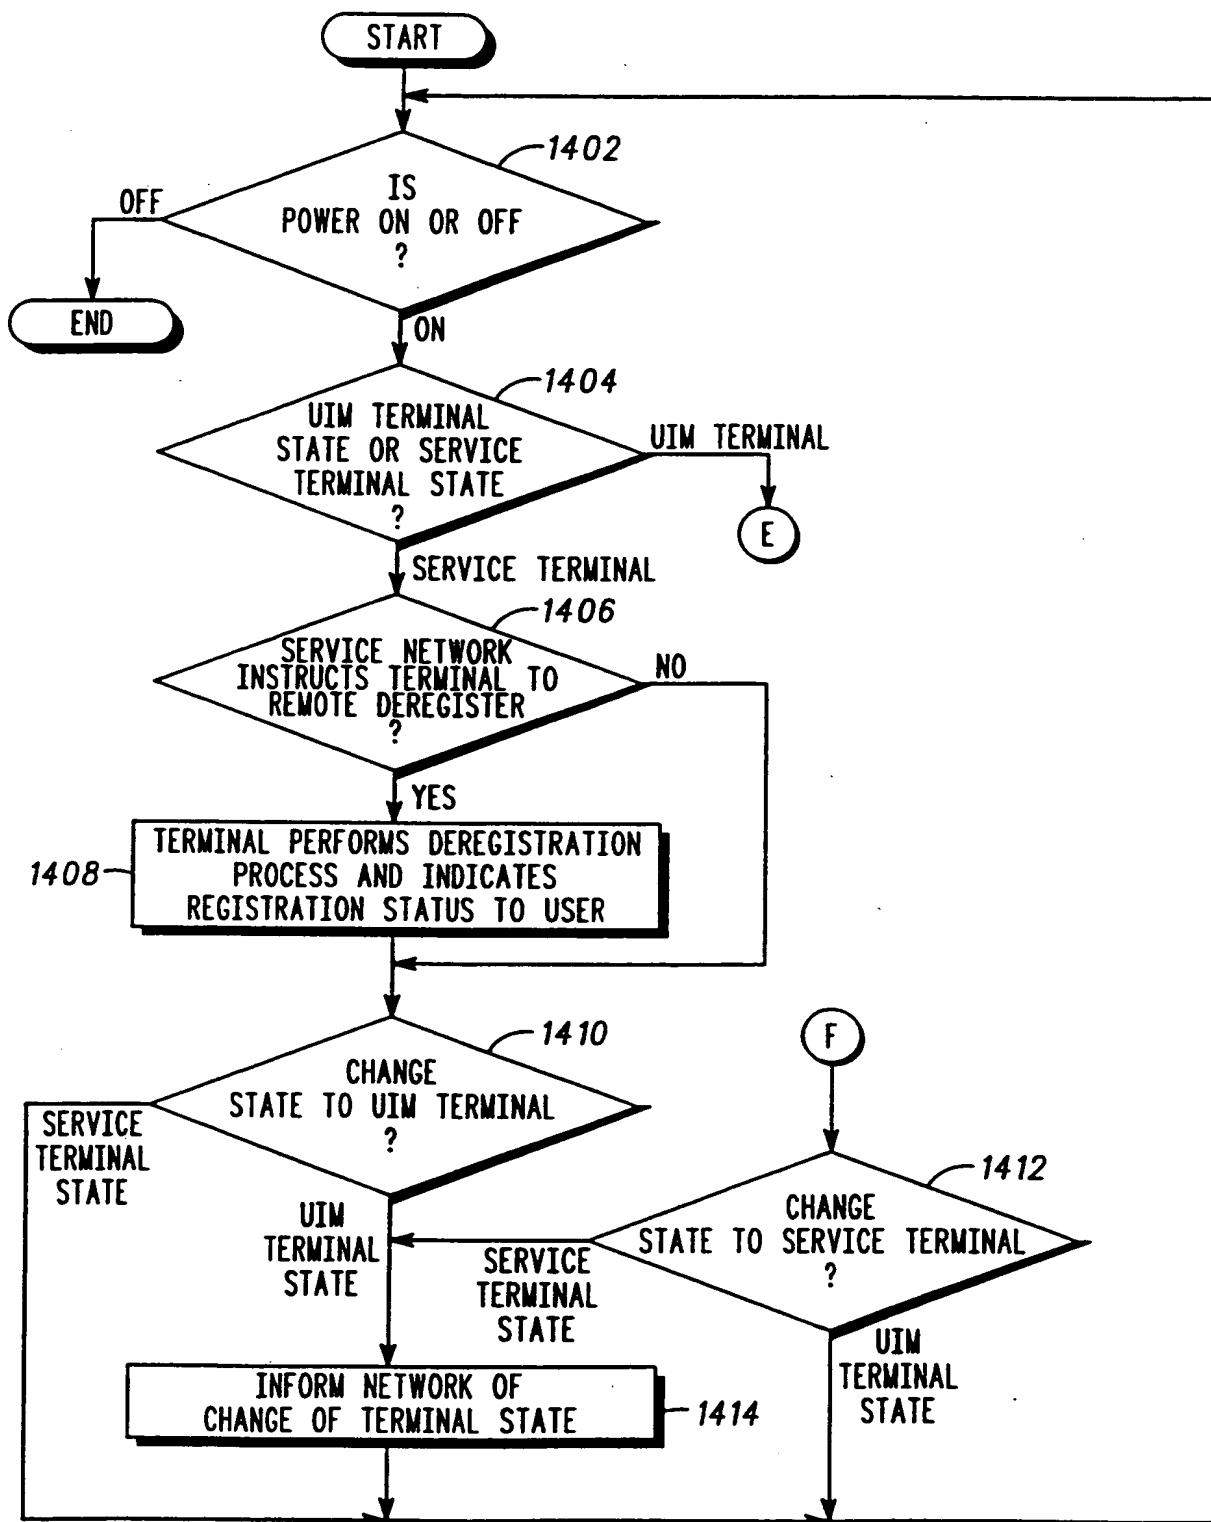 START
1402
IS
POWER ON OR OFF
?
OFF
END
ON
1404
UIM TERMINAL
STATE OR SERVICE
TERMINAL STATE
?
UIM TERMINAL
E
SERVICE TERMINAL
1406
SERVICE NETWORK
INSTRUCTS TERMINAL TO
REMOTE DEREGISTER
?
NO
YES
TERMINAL PERFORMS DEREGISTRATION
PROCESS AND INDICATES
REGISTRATION STATUS TO USER
1408
1410
CHANGE
STATE TO UIM TERMINAL
?
SERVICE
TERMINAL
STATE
UIM
TERMINAL
STATE
F
1412
CHANGE
STATE TO SERVICE TERMINAL
?
SERVICE
TERMINAL
STATE
UIM
TERMINAL
STATE
INFORM NETWORK OF
CHANGE OF TERMINAL STATE
1414